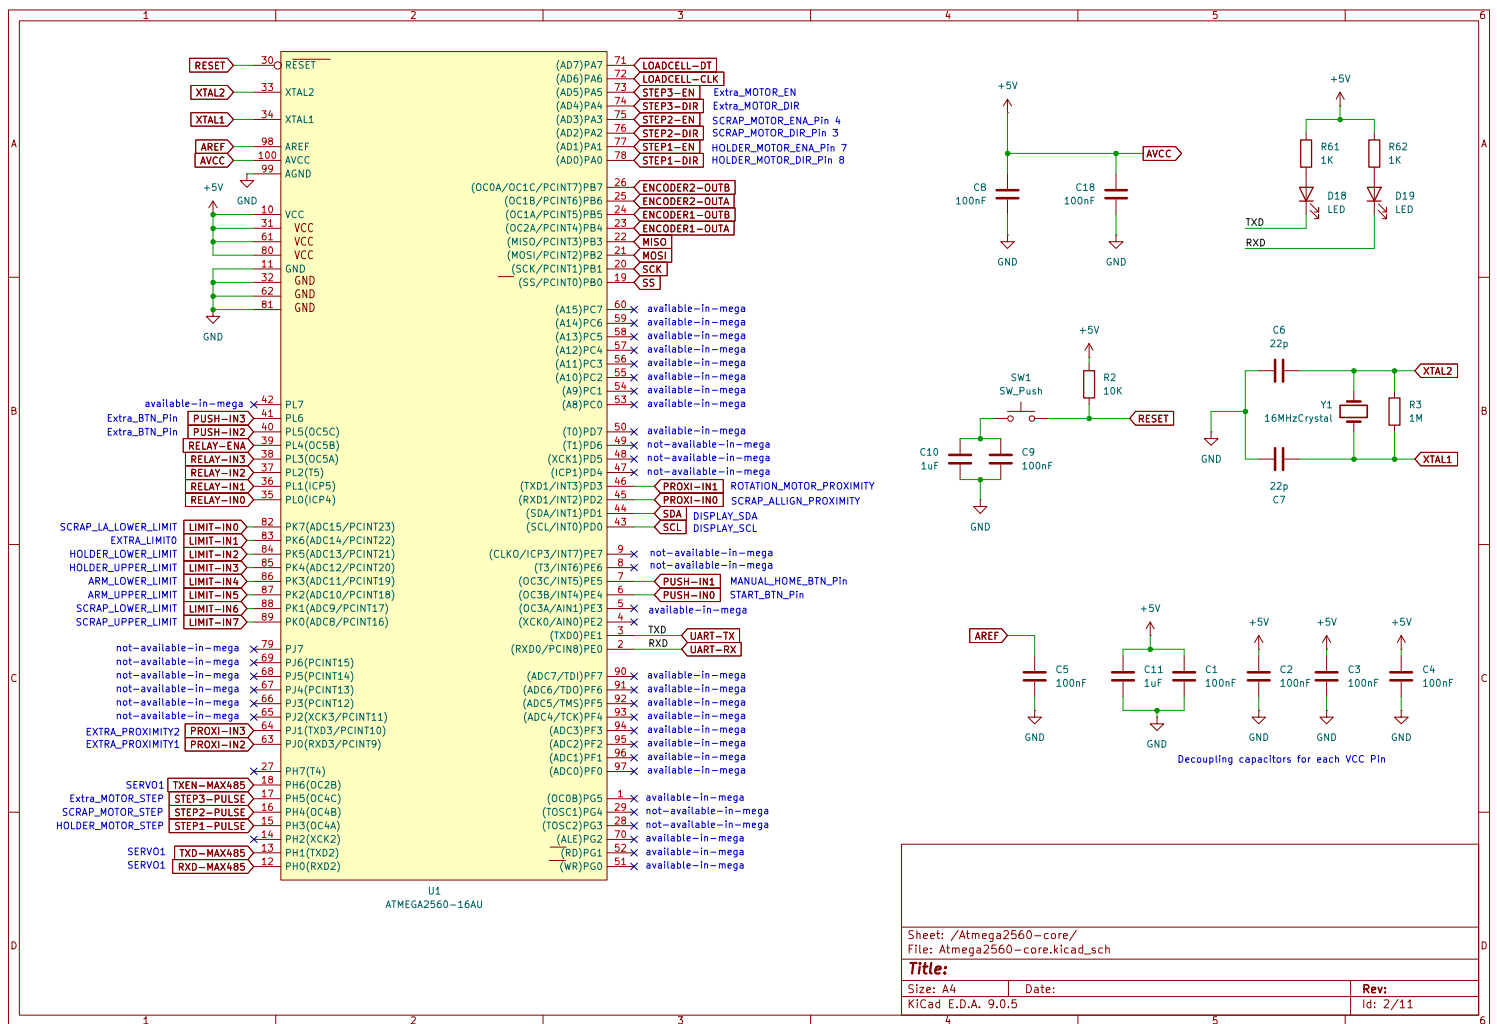 1 2 3 4 5 6
A
B
C
D
RESET 30 RESET
XTAL2 33 XTAL2
XTAL1 34 XTAL1
AREF 98 AREF
AVCC 100 AVCC
99 AGND
GND
+5V
10 VCC
31 VCC
61 VCC
80 VCC
11 GND
32 GND
62 GND
81 GND
GND
available-in-mega 42 PL7
Extra_BTN_Pin PUSH-IN3 41 PL6
Extra_BTN_Pin PUSH-IN2 40 PL5(OC5C)
RELAY-ENA 39 PL4(OC5B)
RELAY-IN3 38 PL3(OC5A)
RELAY-IN2 37 PL2(T5)
RELAY-IN1 36 PL1(ICP5)
RELAY-IN0 35 PL0(ICP4)
SCRAP_LA_LOWER_LIMIT LIMIT-IN0 82 PK7(ADC15/PCINT23)
EXTRA_LIMIT0 LIMIT-IN1 83 PK6(ADC14/PCINT22)
HOLDER_LOWER_LIMIT LIMIT-IN2 84 PK5(ADC13/PCINT21)
HOLDER_UPPER_LIMIT LIMIT-IN3 85 PK4(ADC12/PCINT20)
ARM_LOWER_LIMIT LIMIT-IN4 86 PK3(ADC11/PCINT19)
ARM_UPPER_LIMIT LIMIT-IN5 87 PK2(ADC10/PCINT18)
SCRAP_LOWER_LIMIT LIMIT-IN6 88 PK1(ADC9/PCINT17)
SCRAP_UPPER_LIMIT LIMIT-IN7 89 PK0(ADC8/PCINT16)
not-available-in-mega 79 PJ7
not-available-in-mega 69 PJ6(PCINT15)
not-available-in-mega 68 PJ5(PCINT14)
not-available-in-mega 67 PJ4(PCINT13)
not-available-in-mega 66 PJ3(PCINT12)
not-available-in-mega 65 PJ2(XCK3/PCINT11)
EXTRA_PROXIMITY2 PROXI-IN3 64 PJ1(TXD3/PCINT10)
EXTRA_PROXIMITY1 PROXI-IN2 63 PJ0(RXD3/PCINT9)
27 PH7(T4)
SERVO1 TXEN-MAX485 18 PH6(OC2B)
Extra_MOTOR_STEP STEP3-PULSE 17 PH5(OC4C)
SCRAP_MOTOR_STEP STEP2-PULSE 16 PH4(OC4B)
HOLDER_MOTOR_STEP STEP1-PULSE 15 PH3(OC4A)
14 PH2(XCK2)
SERVO1 TXD-MAX485 13 PH1(TXD2)
SERVO1 RXD-MAX485 12 PH0(RXD2)
(AD7)PA7 71 LOADCELL-DT
(AD6)PA6 72 LOADCELL-CLK
(AD5)PA5 73 STEP3-EN Extra_MOTOR_EN
(AD4)PA4 74 STEP3-DIR Extra_MOTOR_DIR
(AD3)PA3 75 STEP2-EN SCRAP_MOTOR_ENA_Pin 4
(AD2)PA2 76 STEP2-DIR SCRAP_MOTOR_DIR_Pin 3
(AD1)PA1 77 STEP1-EN HOLDER_MOTOR_ENA_Pin 7
(AD0)PA0 78 STEP1-DIR HOLDER_MOTOR_DIR_Pin 8
(OC0A/OC1C/PCINT7)PB7 26 ENCODER2-OUTB
(OC1B/PCINT6)PB6 25 ENCODER2-OUTA
(OC1A/PCINT5)PB5 24 ENCODER1-OUTB
(OC2A/PCINT4)PB4 23 ENCODER1-OUTA
(MISO/PCINT3)PB3 22 MISO
(MOSI/PCINT2)PB2 21 MOSI
(SCK/PCINT1)PB1 20 SCK
(SS/PCINT0)PB0 19 SS
(A15)PC7 60 available-in-mega
(A14)PC6 59 available-in-mega
(A13)PC5 58 available-in-mega
(A12)PC4 57 available-in-mega
(A11)PC3 56 available-in-mega
(A10)PC2 55 available-in-mega
(A9)PC1 54 available-in-mega
(A8)PC0 53 available-in-mega
(T0)PD7 50 available-in-mega
(T1)PD6 49 not-available-in-mega
(XCK1)PD5 48 not-available-in-mega
(ICP1)PD4 47 not-available-in-mega
(TXD1/INT3)PD3 46 PROXI-IN1 ROTATION_MOTOR_PROXIMITY
(RXD1/INT2)PD2 45 PROXI-IN0 SCRAP_ALLIGN_PROXIMITY
(SDA/INT1)PD1 44 SDA DISPLAY_SDA
(SCL/INT0)PD0 43 SCL DISPLAY_SCL
(CLKO/ICP3/INT7)PE7 9 not-available-in-mega
(T3/INT6)PE6 8 not-available-in-mega
(OC3C/INT5)PE5 7 PUSH-IN1 MANUAL_HOME_BTN_Pin
(OC3B/INT4)PE4 6 PUSH-IN0 START_BTN_Pin
(OC3A/AIN1)PE3 5 available-in-mega
(XCK0/AIN0)PE2 4
(TXD0)PE1 3 TXD UART-TX
(RXD0/PCIN8)PE0 2 RXD UART-RX
(ADC7/TDI)PF7 90 available-in-mega
(ADC6/TDO)PF6 91 available-in-mega
(ADC5/TMS)PF5 92 available-in-mega
(ADC4/TCK)PF4 93 available-in-mega
(ADC3)PF3 94 available-in-mega
(ADC2)PF2 95 available-in-mega
(ADC1)PF1 96 available-in-mega
(ADC0)PF0 97 available-in-mega
(OC0B)PG5 1 available-in-mega
(TOSC1)PG4 29 not-available-in-mega
(TOSC2)PG3 28 not-available-in-mega
(ALE)PG2 70 available-in-mega
(RD)PG1 52 available-in-mega
(WR)PG0 51 available-in-mega
U1
ATMEGA2560-16AU
+5V
AVCC
C8
100nF
C18
100nF
GND GND
+5V
R61
1K
R62
1K
D18
LED
D19
LED
TXD
RXD
+5V
SW1
SW_Push
R2
10K
RESET
C10
1uF
C9
100nF
GND
C6
22p
XTAL2
Y1
16MHzCrystal
R3
1M
GND
XTAL1
22p
C7
AREF
C5
100nF
GND
+5V
C11
1uF
C1
100nF
GND
+5V
C2
100nF
GND
+5V
C3
100nF
GND
+5V
C4
100nF
GND
Decoupling capacitors for each VCC Pin
Sheet: /Atmega2560-core/
File: Atmega2560-core.kicad_sch
Title:
Size: A4 Date: Rev:
KiCad E.D.A. 9.0.5 Id: 2/11
A
B
C
D
1 2 3 4 5 6